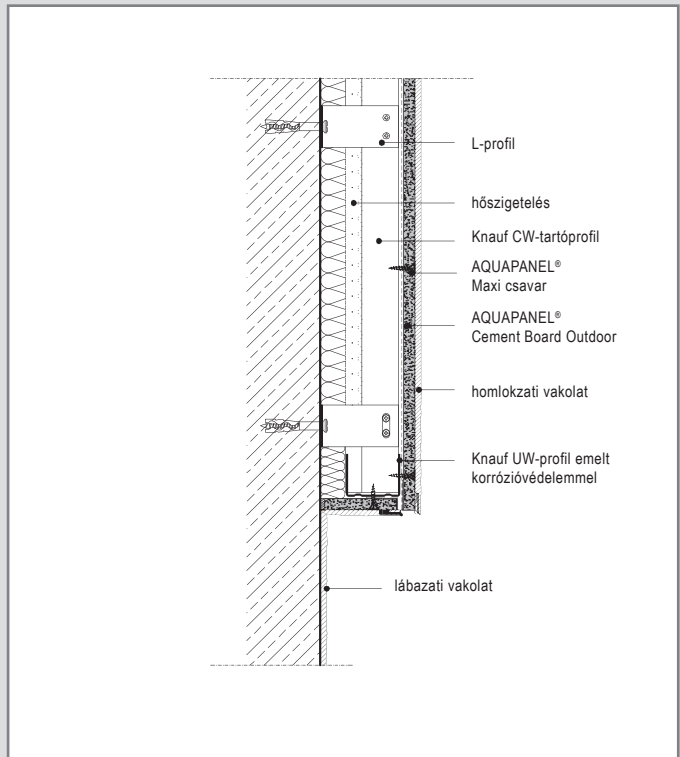 L-profil
hőszigetelés
Knauf CW-tartóprofil
AQUAPANEL®
Maxi csavar
AQUAPANEL®
Cement Board Outdoor
homlokzati vakolat
Knauf UW-profil emelt
korrózióvédelemmel
lábazati vakolat